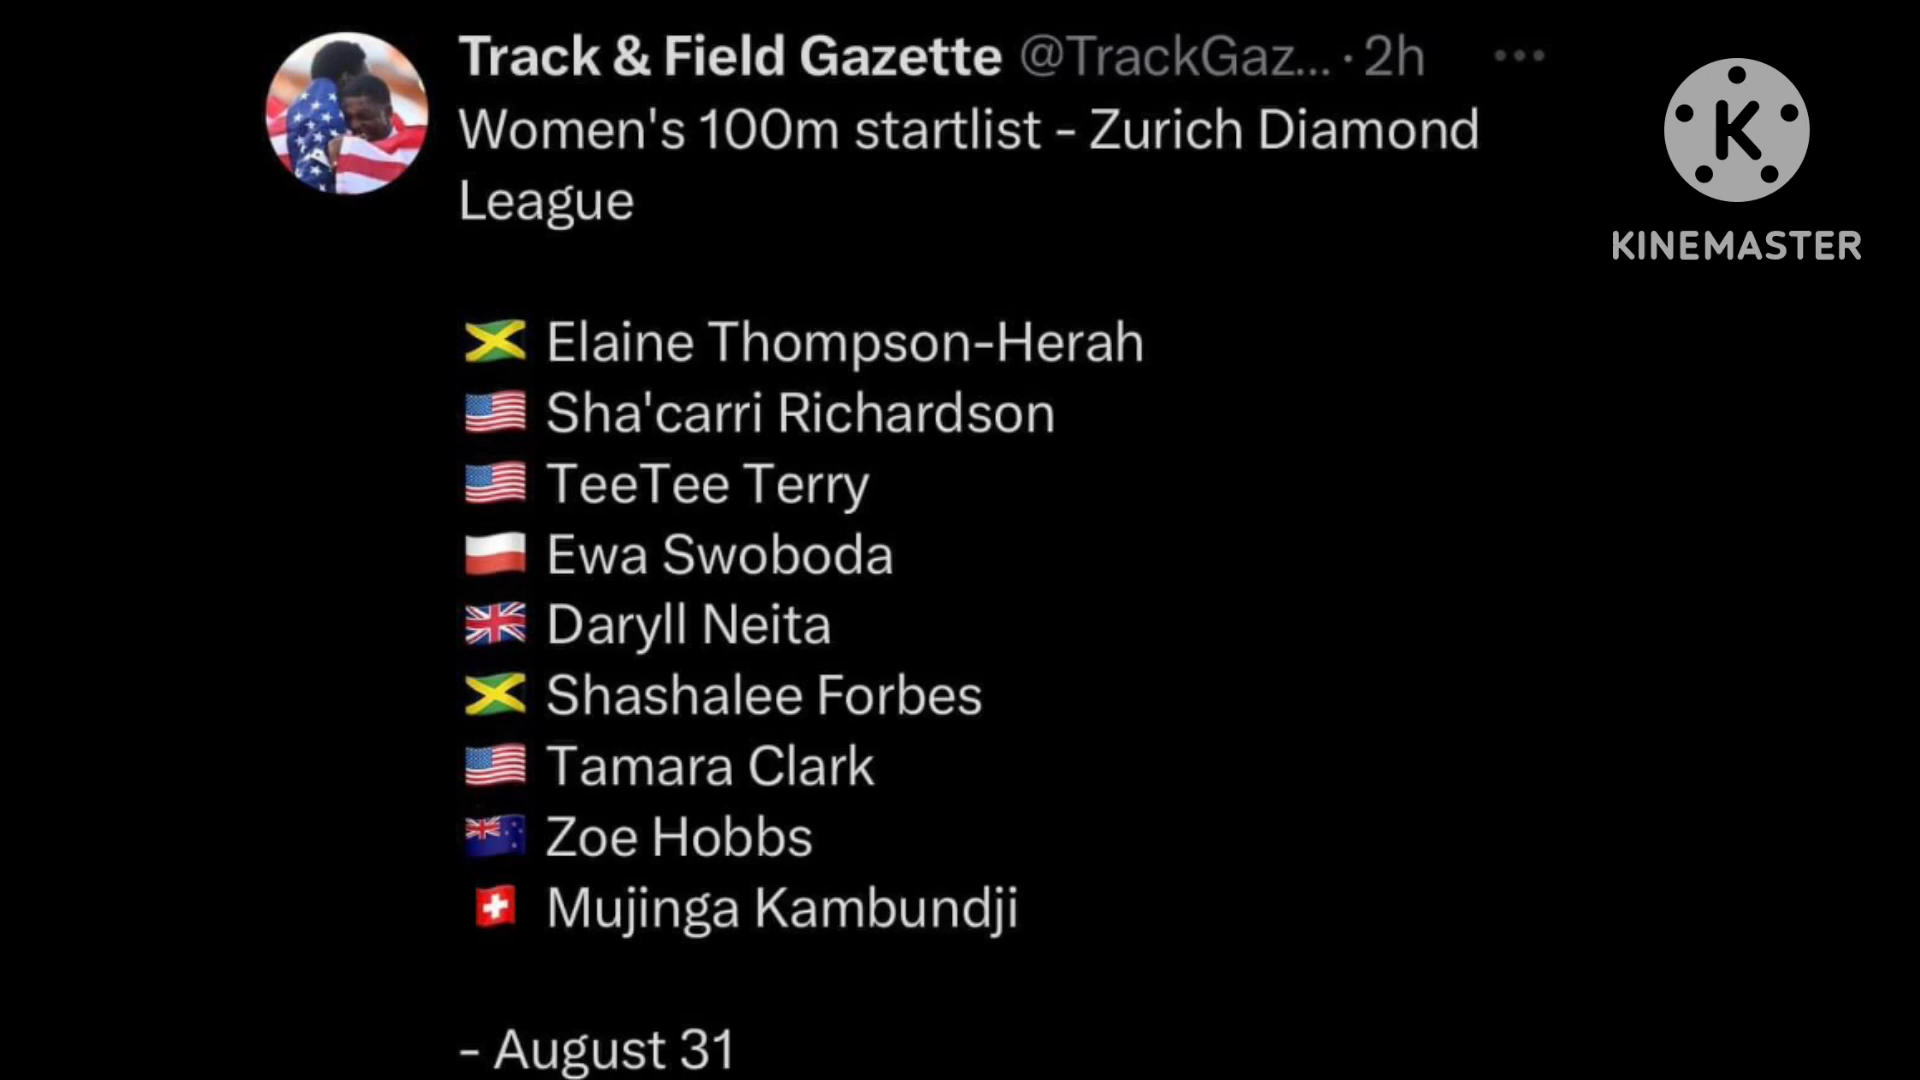 Track & Field Gazette @TrackGaz... · 2h
Women's 100m startlist - Zurich Diamond
League
Elaine Thompson-Herah
Sha'carri Richardson
TeeTee Terry
Ewa Swoboda
Daryll Neita
Shashalee Forbes
Tamara Clark
Zoe Hobbs
Mujinga Kambundji
- August 31
K
KINEMASTER